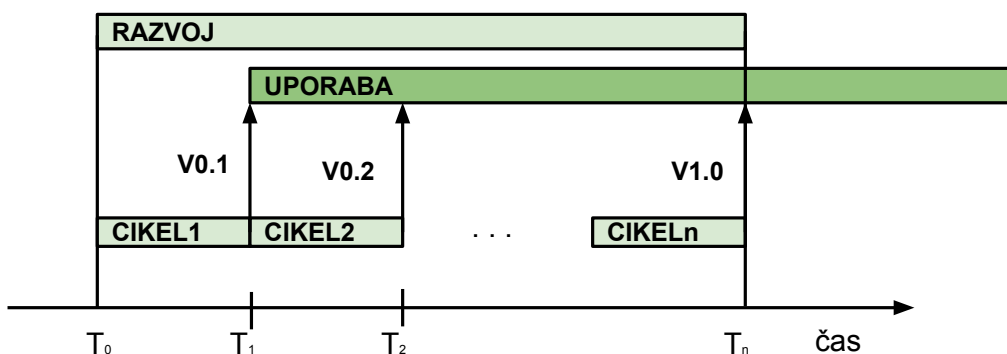 RAZVOJ
UPORABA
V0.1
V0.2
V1.0
CIKEL1
CIKEL2
. . .
CIKELn
T₀
T₁
T₂
Tₙ
čas